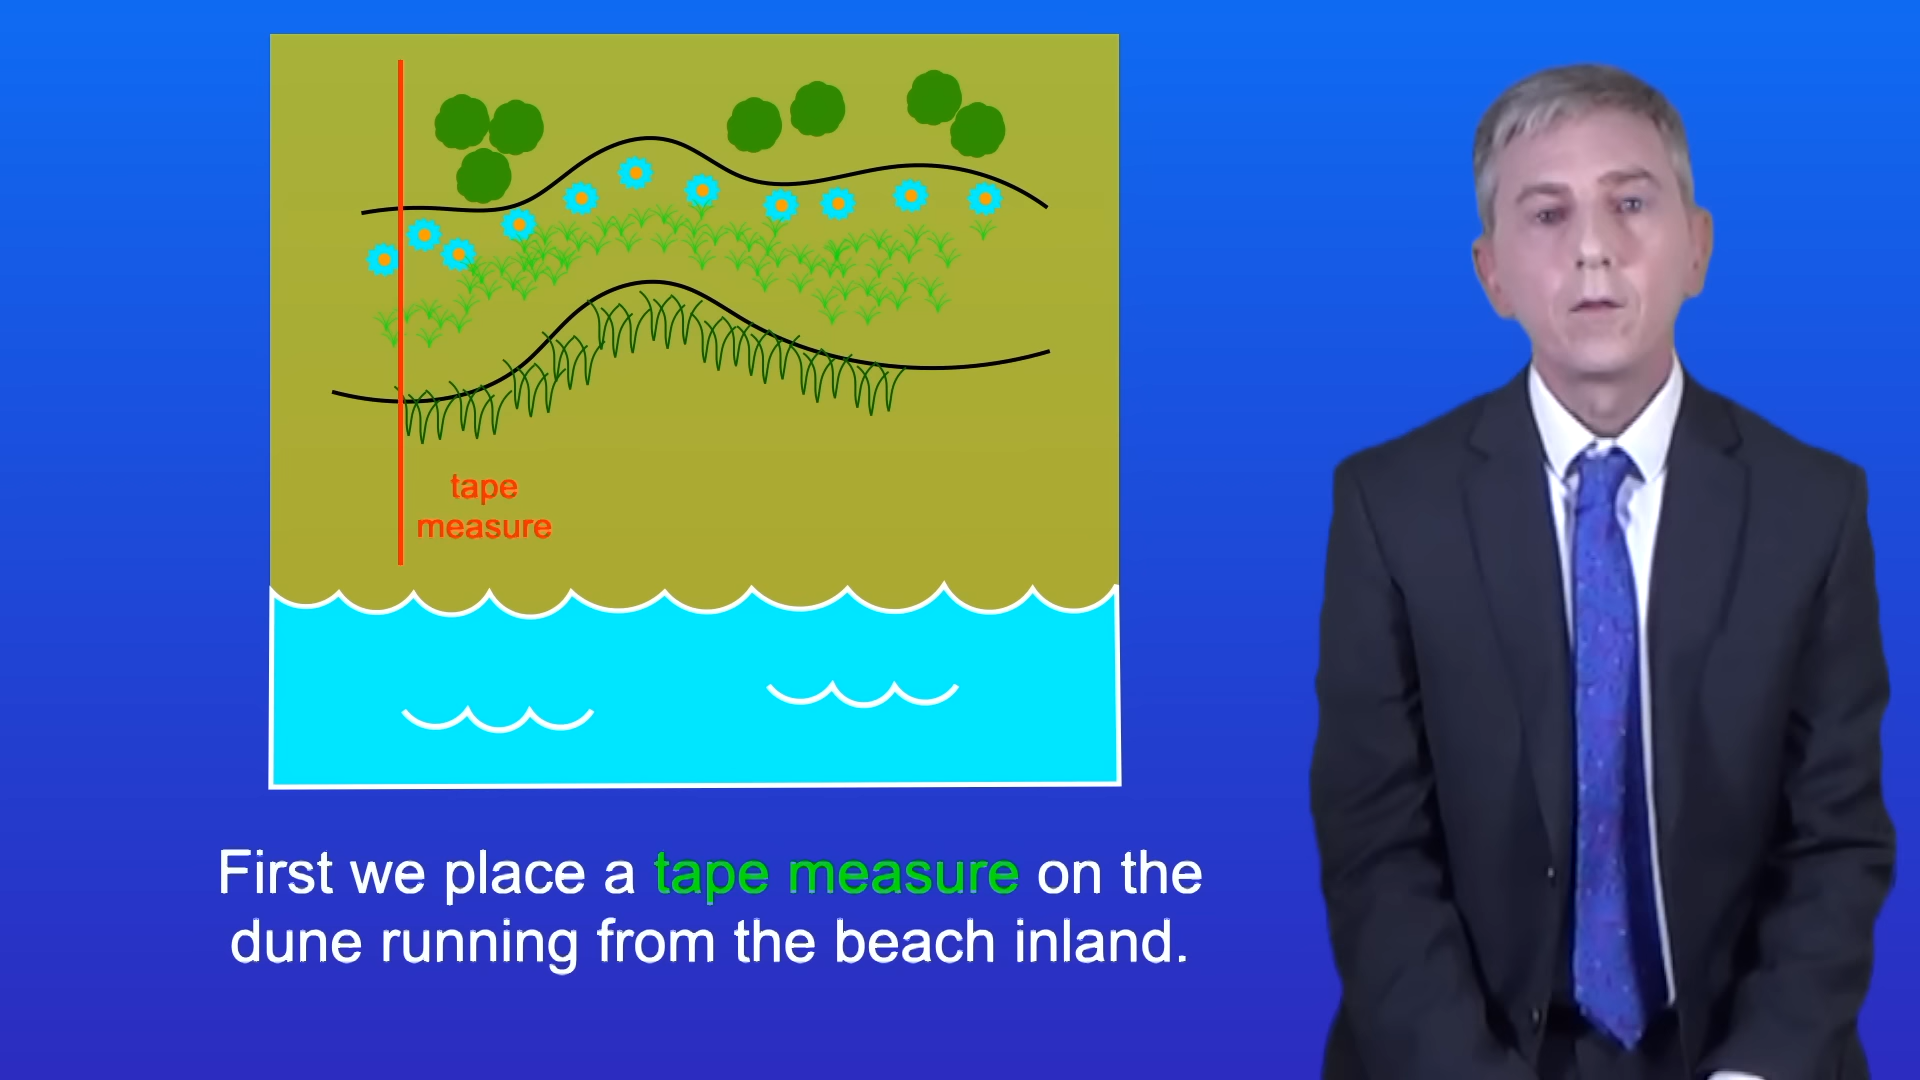 tape
measure
First we place a tape measure on the
dune running from the beach inland.